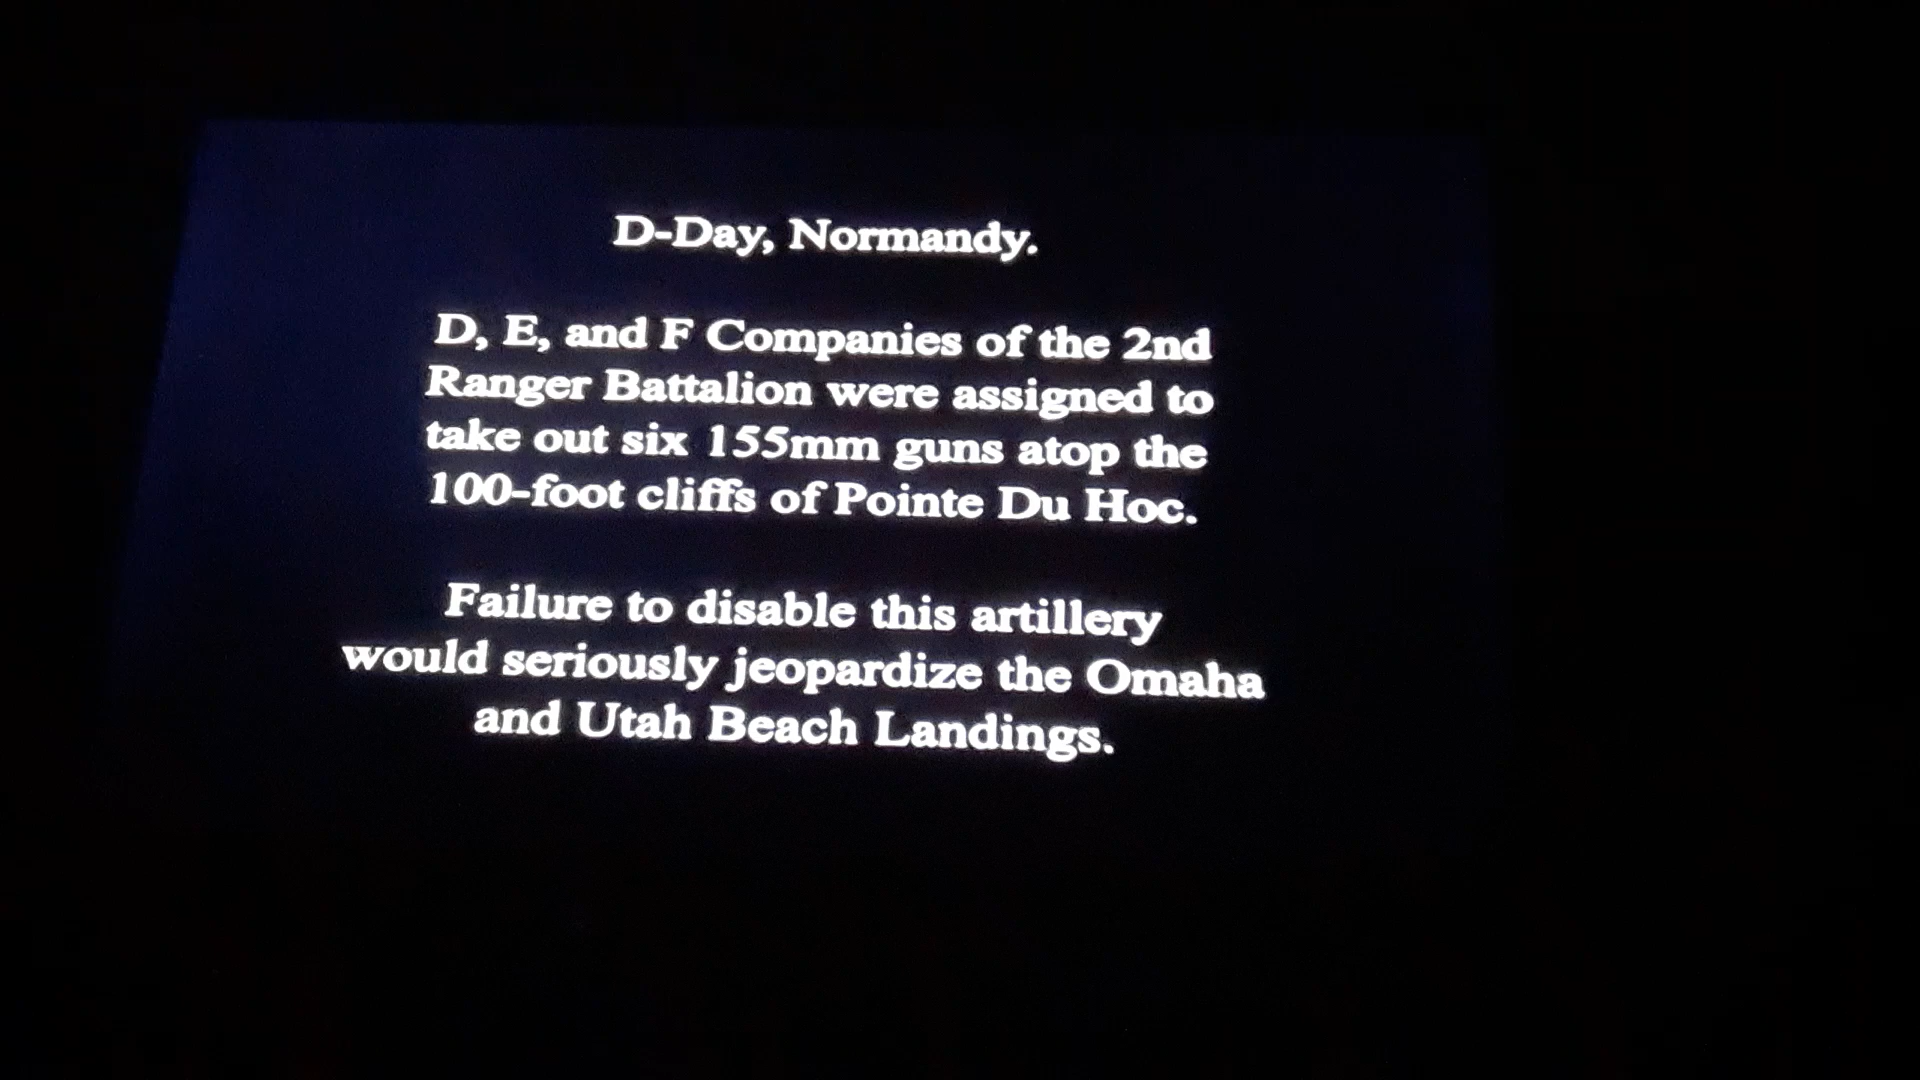 D-Day, Normandy.
D, E, and F Companies of the 2nd
Ranger Battalion were assigned to
take out six 155mm guns atop the
100-foot cliffs of Pointe Du Hoc.
Failure to disable this artillery
would seriously jeopardize the Omaha
and Utah Beach Landings.